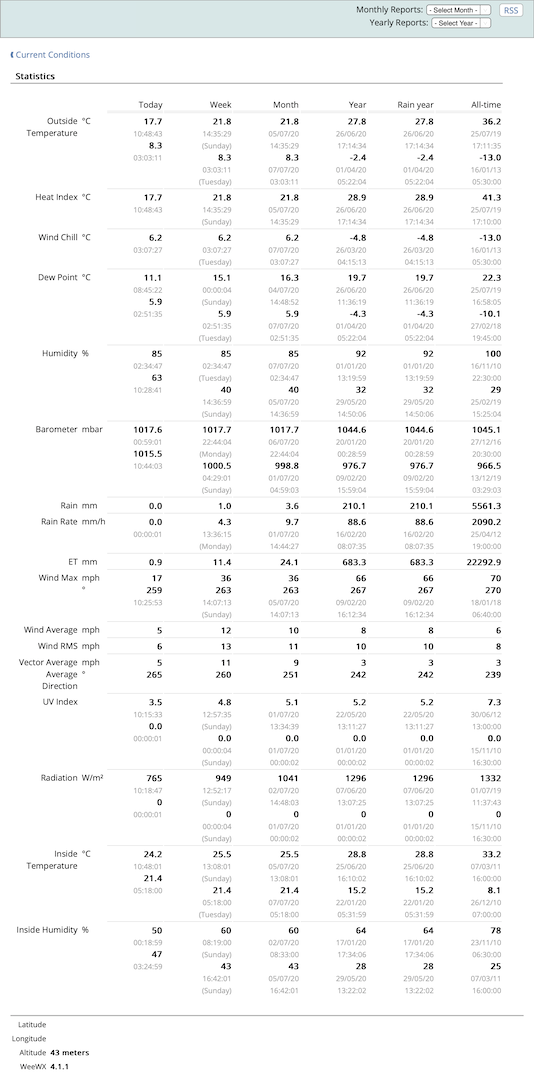 Monthly Reports: - Select Month - RSS
Yearly Reports: - Select Year -
Current Conditions
Statistics
Today Week Month Year Rain year All-time
Outside °C 17.7 21.8 21.8 27.8 27.8 36.2
Temperature 10:48:43 14:35:29 05/07/20 26/06/20 26/06/20 25/07/19
8.3 (Sunday) 14:35:29 17:14:34 17:14:34 17:11:35
03:03:11 8.3 8.3 -2.4 -2.4 -13.0
03:03:11 07/07/20 01/04/20 01/04/20 16/01/13
(Tuesday) 03:03:11 05:22:04 05:22:04 05:30:00
Heat Index °C 17.7 21.8 21.8 28.9 28.9 41.3
10:48:43 14:35:29 05/07/20 26/06/20 26/06/20 25/07/19
(Sunday) 14:35:29 17:14:34 17:14:34 17:10:00
Wind Chill °C 6.2 6.2 6.2 -4.8 -4.8 -13.0
03:07:27 03:07:27 07/07/20 26/03/20 26/03/20 16/01/13
(Tuesday) 03:07:27 04:15:13 04:15:13 05:30:00
Dew Point °C 11.1 15.1 16.3 19.7 19.7 22.3
08:45:22 00:00:04 04/07/20 26/06/20 26/06/20 25/07/19
5.9 (Sunday) 14:48:52 11:36:19 11:36:19 16:58:05
02:51:35 5.9 5.9 -4.3 -4.3 -10.1
02:51:35 07/07/20 01/04/20 01/04/20 27/02/18
(Tuesday) 02:51:35 05:22:04 05:22:04 19:45:00
Humidity % 85 85 85 92 92 100
02:34:47 02:34:47 07/07/20 01/01/20 01/01/20 16/11/10
63 (Tuesday) 02:34:47 13:19:59 13:19:59 22:30:00
10:28:41 40 40 32 32 29
14:36:59 05/07/20 29/05/20 29/05/20 25/02/19
(Sunday) 14:36:59 14:50:06 14:50:06 15:25:04
Barometer mbar 1017.6 1017.7 1017.7 1044.6 1044.6 1045.1
00:59:01 22:44:04 06/07/20 20/01/20 20/01/20 27/12/16
1015.5 (Monday) 22:44:04 00:28:59 00:28:59 20:30:00
10:44:03 1000.5 998.8 976.7 976.7 966.5
04:29:01 01/07/20 09/02/20 09/02/20 13/12/19
(Sunday) 04:59:03 15:59:04 15:59:04 03:29:03
Rain mm 0.0 1.0 3.6 210.1 210.1 5561.3
Rain Rate mm/h 0.0 4.3 9.7 88.6 88.6 2090.2
00:00:01 13:36:15 01/07/20 16/02/20 16/02/20 25/04/12
(Monday) 14:44:27 08:07:35 08:07:35 19:00:00
ET mm 0.9 11.4 24.1 683.3 683.3 22292.9
Wind Max mph 17 36 36 66 66 70
° 259 263 263 267 267 270
10:25:53 14:07:13 05/07/20 09/02/20 09/02/20 18/01/18
(Sunday) 14:07:13 16:12:34 16:12:34 06:40:00
Wind Average mph 5 12 10 8 8 6
Wind RMS mph 6 13 11 10 10 8
Vector Average mph 5 11 9 3 3 3
Average ° 265 260 251 242 242 239
Direction
UV Index 3.5 4.8 5.1 5.2 5.2 7.3
10:15:33 12:57:35 01/07/20 22/05/20 22/05/20 30/06/12
0.0 (Sunday) 13:34:39 13:11:27 13:11:27 13:00:00
00:00:01 0.0 0.0 0.0 0.0 0.0
00:00:04 01/07/20 01/01/20 01/01/20 15/11/10
(Sunday) 00:00:02 00:00:02 00:00:02 16:30:00
Radiation W/m² 765 949 1041 1296 1296 1332
10:18:47 12:52:17 02/07/20 07/06/20 07/06/20 01/07/19
0 (Sunday) 14:48:03 13:07:25 13:07:25 11:37:43
00:00:01 0 0 0 0 0
00:00:04 01/07/20 01/01/20 01/01/20 15/11/10
(Sunday) 00:00:02 00:00:02 00:00:02 16:30:00
Inside °C 24.2 25.5 25.5 28.8 28.8 33.2
Temperature 10:48:01 13:08:01 05/07/20 25/06/20 25/06/20 07/03/11
21.4 (Sunday) 13:08:01 16:10:02 16:10:02 16:00:00
05:18:00 21.4 21.4 15.2 15.2 8.1
05:18:00 07/07/20 22/01/20 22/01/20 26/12/10
(Tuesday) 05:18:00 05:31:59 05:31:59 07:00:00
Inside Humidity % 50 60 60 64 64 78
00:18:59 08:19:00 02/07/20 17/01/20 17/01/20 23/11/10
47 (Sunday) 08:33:00 17:34:06 17:34:06 06:30:00
03:24:59 43 43 28 28 25
16:42:01 05/07/20 29/05/20 29/05/20 07/03/11
(Sunday) 16:42:01 13:22:02 13:22:02 16:00:00
Latitude
Longitude
Altitude 43 meters
WeeWX 4.1.1